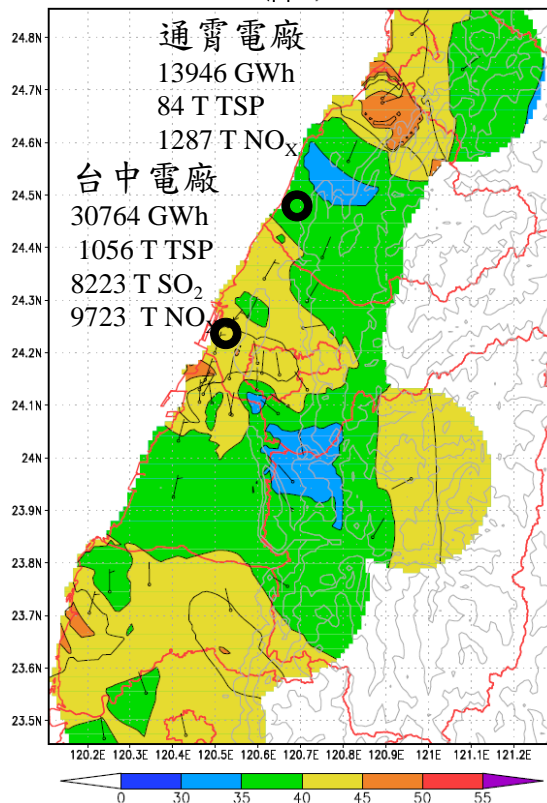 通霄電廠
13946 GWh
84 T TSP
1287 T NOX
台中電廠
30764 GWh
1056 T TSP
8223 T SO2
9723 T NO
24.8N
24.7N
24.6N
24.5N
24.4N
24.3N
24.2N
24.1N
24N
23.9N
23.8N
23.7N
23.6N
23.5N
120.2E 120.3E 120.4E 120.5E 120.6E 120.7E 120.8E 120.9E 121E 121.1E 121.2E
0 30 35 40 45 50 55